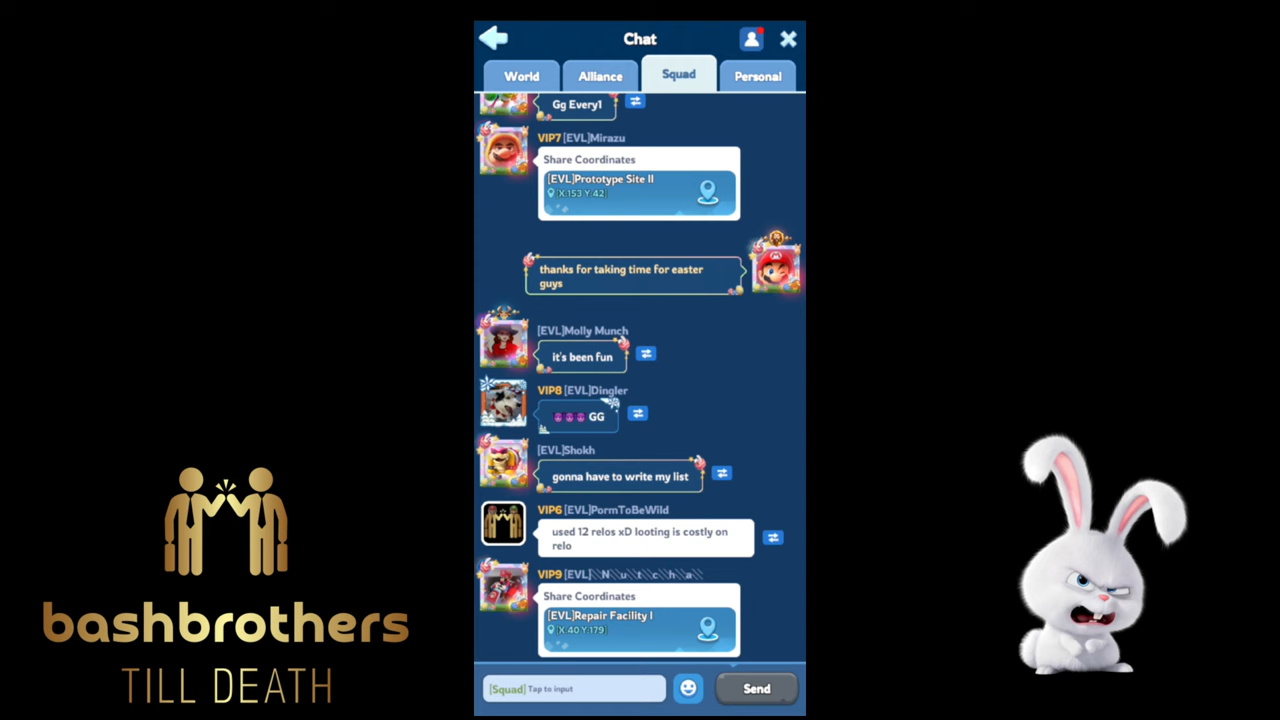 Chat
World
Alliance
Squad
Personal
Gg Every1
VIP7 [EVL]Mirazu
Share Coordinates
[EVL]Prototype Site II
X:153 Y:42
thanks for taking time for easter
guys
[EVL]Molly Munch
it's been fun
VIP8 [EVL]Dingler
GG
[EVL]Shokh
gonna have to write my list
VIP6 [EVL]PormToBeWild
used 12 relos xD looting is costly on
relo
VIP9 [EVL]N u t c h a
Share Coordinates
[EVL]Repair Facility I
X:40 Y:179
[Squad] Tap to input
Send
bashbrothers
TILL DEATH